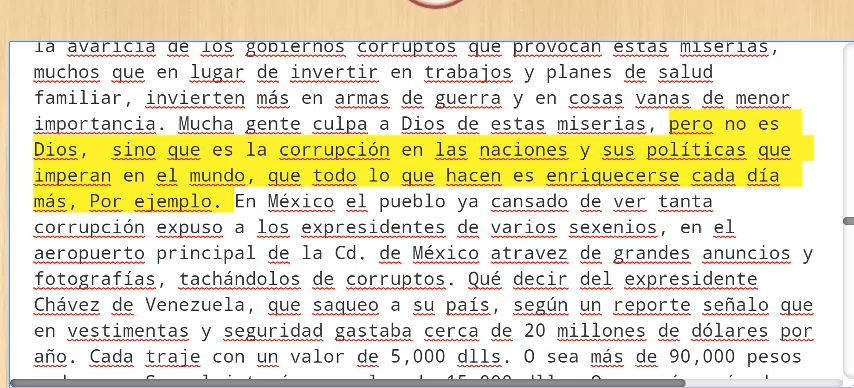 la avaricia de los gobiernos corruptos que provocan estas miserias,
muchos que en lugar de invertir en trabajos y planes de salud
familiar, invierten más en armas de guerra y en cosas vanas de menor
importancia. Mucha gente culpa a Dios de estas miserias, pero no es
Dios,  sino que es la corrupción en las naciones y sus políticas que
imperan en el mundo, que todo lo que hacen es enriquecerse cada día
más, Por ejemplo. En México el pueblo ya cansado de ver tanta
corrupción expuso a los expresidentes de varios sexenios, en el
aeropuerto principal de la Cd. de México atravez de grandes anuncios y
fotografías, tachándolos de corruptos. Qué decir del expresidente
Chávez de Venezuela, que saqueo a su país, según un reporte señalo que
en vestimentas y seguridad gastaba cerca de 20 millones de dólares por
año. Cada traje con un valor de 5,000 dlls. O sea más de 90,000 pesos